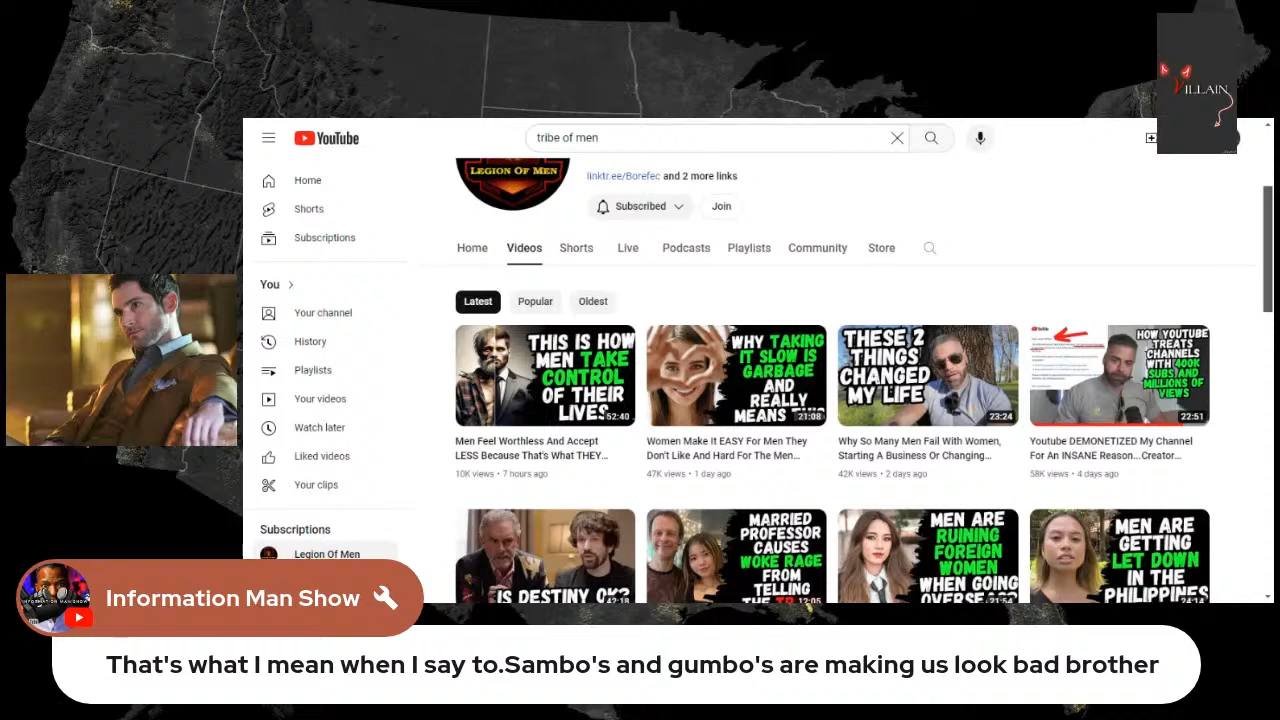 VILLAIN
YouTube
tribe of men
LEGION OF MEN
linktr.ee/Borefec and 2 more links
Subscribed
Join
Home
Shorts
Subscriptions
Home Videos Shorts Live Podcasts Playlists Community Store
You
Your channel
History
Playlists
Your videos
Watch later
Liked videos
Your clips
Subscriptions
Legion Of Men
Latest Popular Oldest
THIS IS HOW
MEN TAKE
CONTROL
OF THEIR
LIVES
52:40
Men Feel Worthless And Accept
LESS Because That's What THEY...
10K views • 7 hours ago
WHY TAKING
IT SLOW IS
GARBAGE
AND
REALLY
MEANS THIS
21:08
Women Make It EASY For Men They
Don't Like And Hard For The Men...
47K views • 1 day ago
THESE 2
THINGS
CHANGED
MY LIFE
23:24
Why So Many Men Fail With Women,
Starting A Business Or Changing...
42K views • 2 days ago
HOW YOUTUBE
TREATS
CHANNELS
WITH 400K
SUBS AND
MILLIONS OF
VIEWS
22:51
Youtube DEMONETIZED My Channel
For An INSANE Reason...Creator...
58K views • 4 days ago
IS DESTINY OK?
42:18
MARRIED
PROFESSOR
CAUSES
WOKE RAGE
FROM
TELLING
THE
12:05
MEN ARE
RUINING
FOREIGN
WOMEN
WHEN GOING
OVERSEAS
21:54
MEN ARE
GETTING
LET DOWN
IN THE
PHILIPPINES
24:14
Information Man Show
That's what I mean when I say to.Sambo's and gumbo's are making us look bad brother